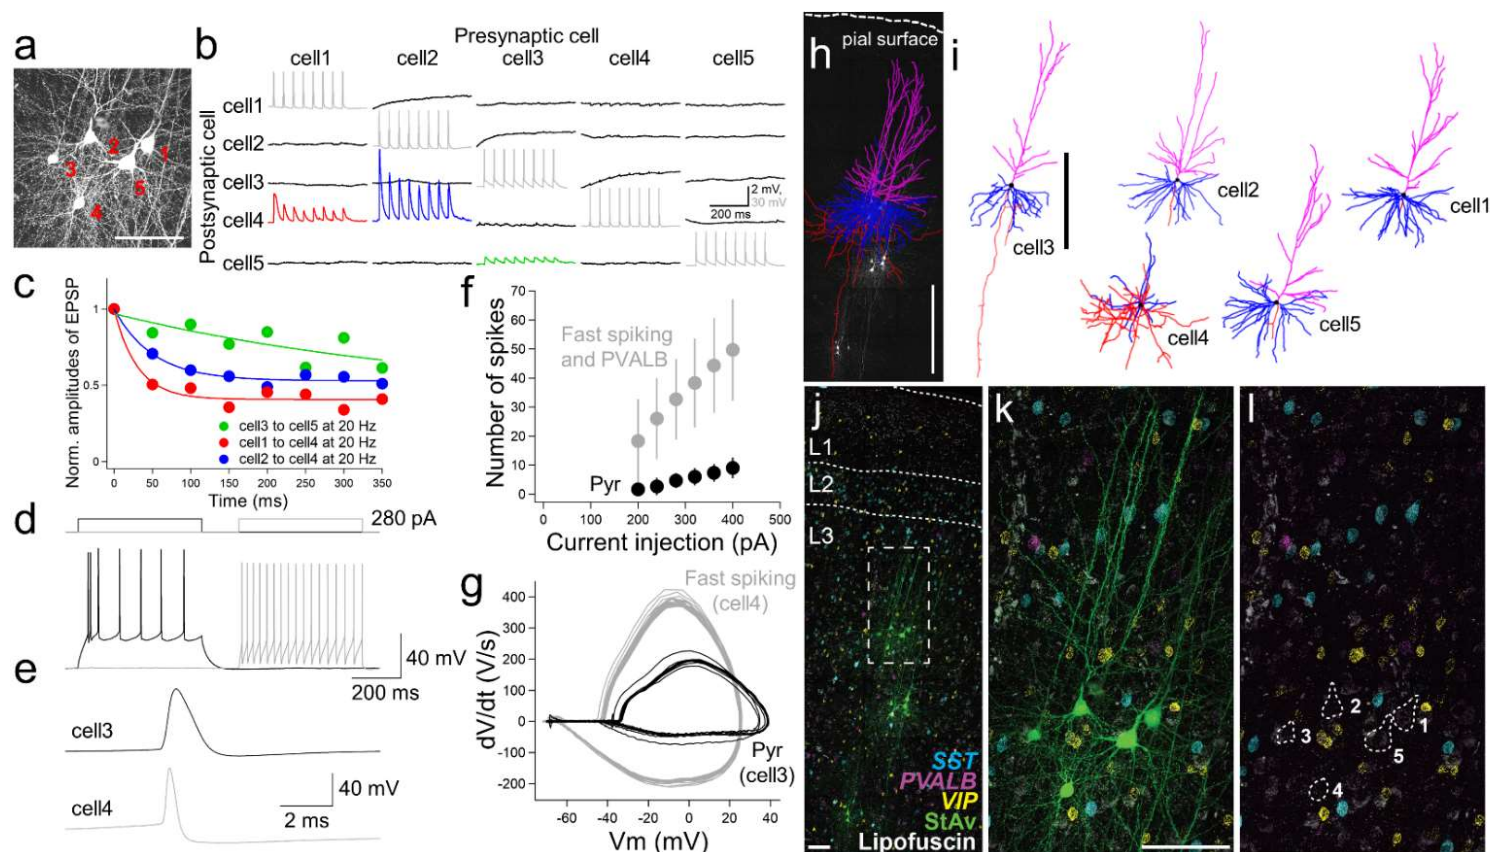 a
2
1
3
5
4
b
Presynaptic cell
cell1
cell2
cell3
cell4
cell5
Postsynaptic cell
cell1
cell2
cell3
cell4
cell5
2 mV,
30 mV
200 ms
c
Norm. amplitudes of EPSP
1
0.5
0
cell3 to cell5 at 20 Hz
cell1 to cell4 at 20 Hz
cell2 to cell4 at 20 Hz
0
50
100
150
200
250
300
350
Time (ms)
d
280 pA
40 mV
200 ms
e
cell3
cell4
40 mV
2 ms
f
Number of spikes
70
60
50
40
30
20
10
0
Fast spiking
and PVALB
Pyr
0
100
200
300
400
500
Current injection (pA)
g
dV/dt (V/s)
400
300
200
100
0
-100
-200
Fast spiking
(cell4)
Pyr
(cell3)
-60
-40
-20
0
20
40
Vm (mV)
h
pial surface
i
cell3
cell2
cell1
cell4
cell5
j
L1
L2
L3
SST
PVALB
VIP
StAv
Lipofuscin
k
l
2
1
3
5
4